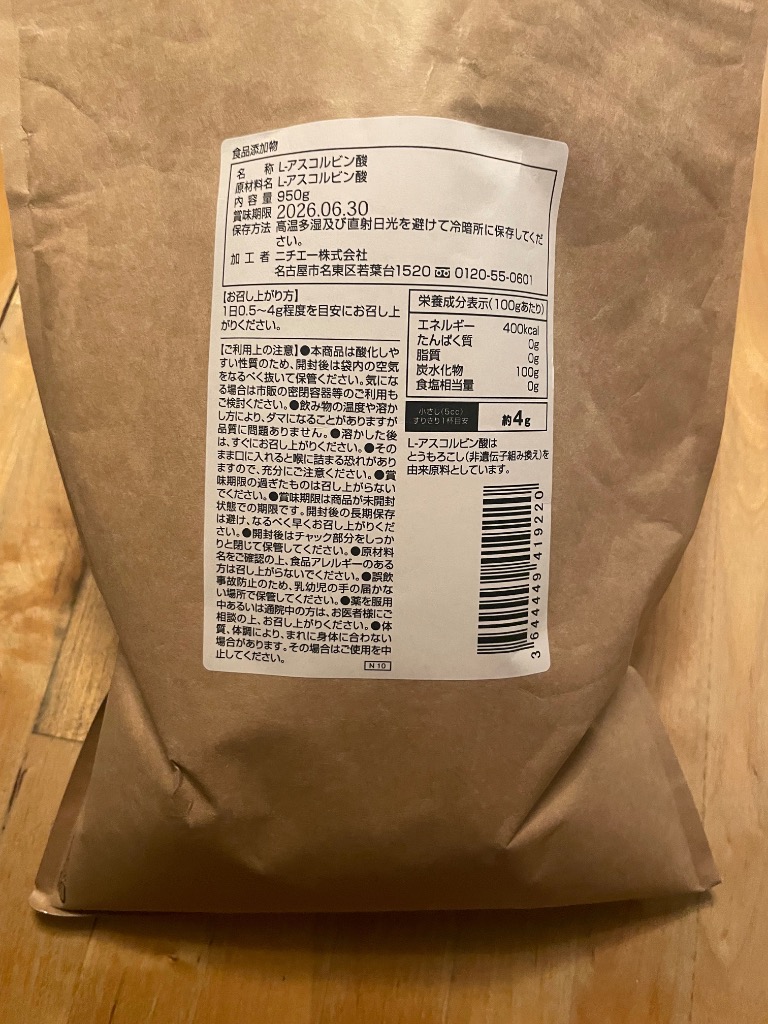 食品添加物
名称 L-アスコルビン酸
原材料名 L-アスコルビン酸
内容量 950g
賞味期限 2026.06.30
保存方法 高温多湿及び直射日光を避けて冷暗所に保存してくだ
さい。
加工者 ニチエー株式会社
名古屋市名東区若葉台1520 0120-55-0601
【お召し上がり方】
1日0.5～4g程度を目安にお召し上
がりください。
【ご利用上の注意】●本商品は酸化しや
すい性質のため、開封後は袋内の空気
をなるべく抜いて保管ください。気にな
る場合は市販の密閉容器等のご利用も
ご検討ください。●飲み物の温度や溶か
し方により、ダマになることがありますが
品質に問題ありません。●溶かした後
は、すぐにお召し上がりください。●その
まま口に入れると喉に詰まる恐れがあり
ますので、充分にご注意ください。●賞
味期限の過ぎたものは召し上がらない
でください。●賞味期限は商品が未開封
状態での期限です。開封後の長期保存
は避け、なるべく早くお召し上がりくだ
さい。●開封後はチャック部分をしっか
りと閉じて保管してください。●原材料
名をご確認の上、食品アレルギーのある
方は召し上がらないでください。●誤飲
事故防止のため、乳幼児の手の届かな
い場所で保管してください。●薬を服用
中あるいは通院中の方は、お医者様にご
相談の上、お召し上がりください。●体
質、体調により、まれに身体に合わない
場合があります。その場合はご使用を中
止してください。
N 10
栄養成分表示(100gあたり)
エネルギー 400kcal
たんぱく質 0g
脂質 0g
炭水化物 100g
食塩相当量 0g
小さじ(5cc)
すりきり1杯目安 約4g
L-アスコルビン酸は
とうもろこし(非遺伝子組み換え)を
由来原料としています。
3 644449 419220